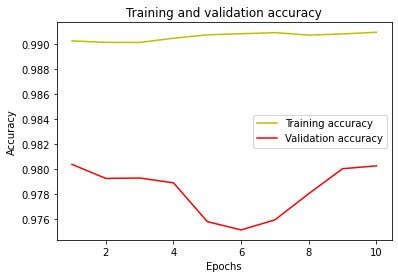 Training and validation accuracy
Accuracy
0.990
0.988
0.986
0.984
0.982
0.980
0.978
0.976
Training accuracy
Validation accuracy
2
4
6
8
10
Epochs